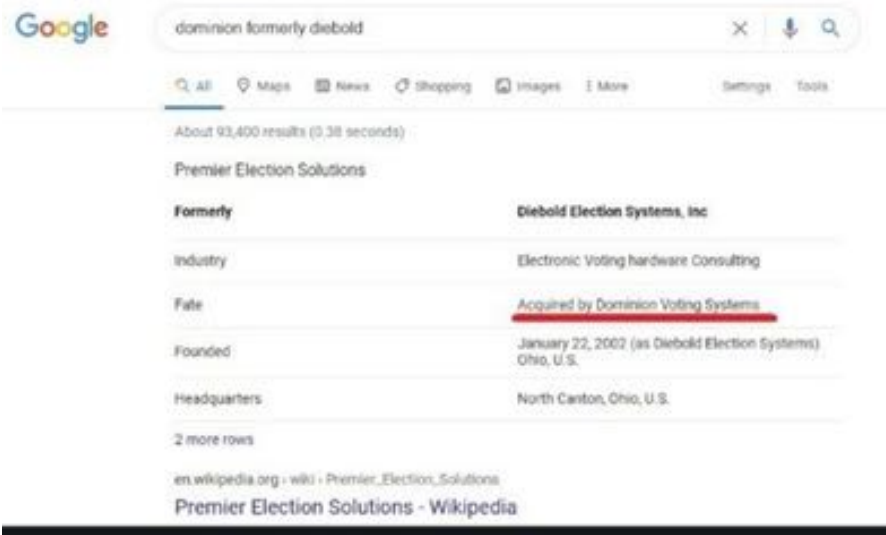 Google
dominion formerly diebold
All Maps News Shopping Images More Settings Tools
About 93,400 results (0.38 seconds)
Premier Election Solutions
Formerly Diebold Election Systems, Inc
Industry Electronic Voting hardware Consulting
Fate Acquired by Dominion Voting Systems
Founded January 22, 2002 (as Diebold Election Systems)
Ohio, U.S.
Headquarters North Canton, Ohio, U.S.
2 more rows
en.wikipedia.org › wiki › Premier_Election_Solutions
Premier Election Solutions - Wikipedia